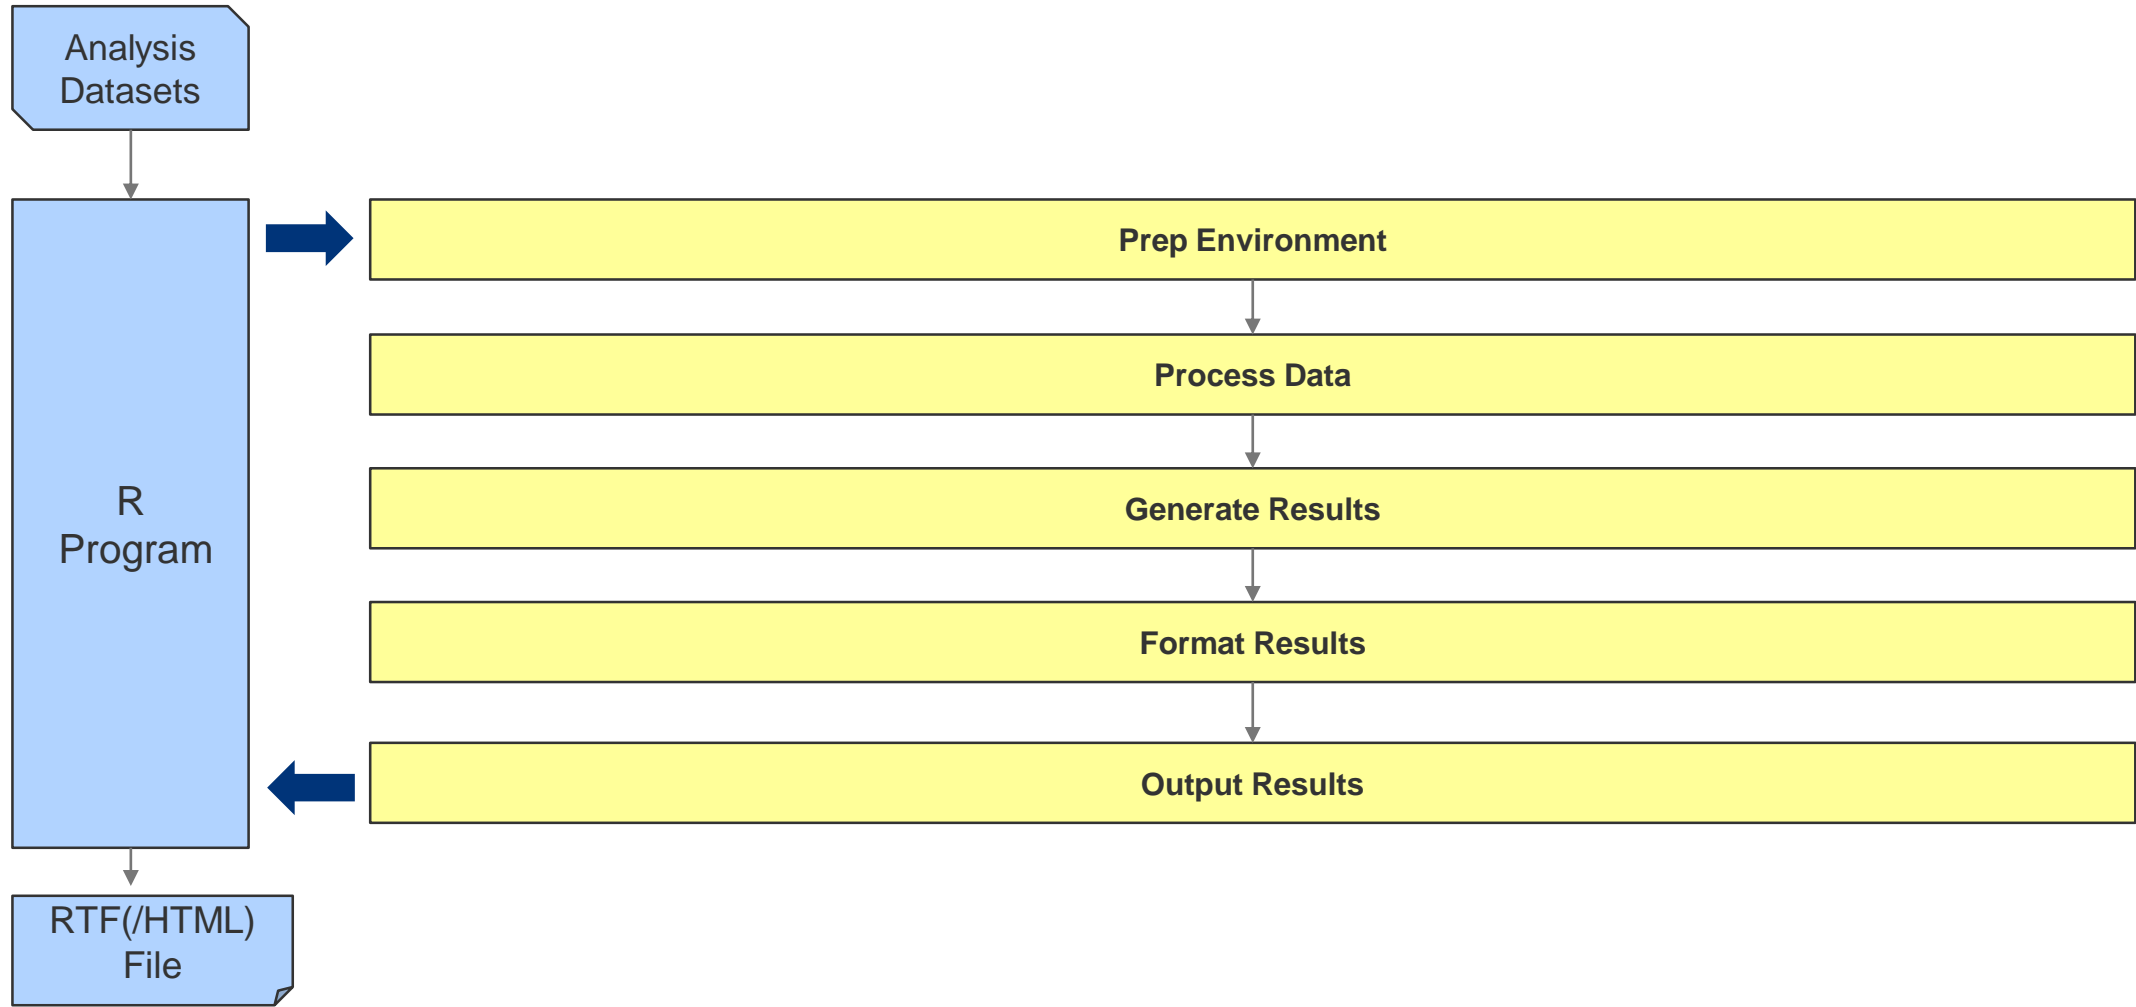 Analysis
Datasets
Prep Environment
Process Data
Generate Results
R
Program
Format Results
Output Results
RTF(/HTML)
File